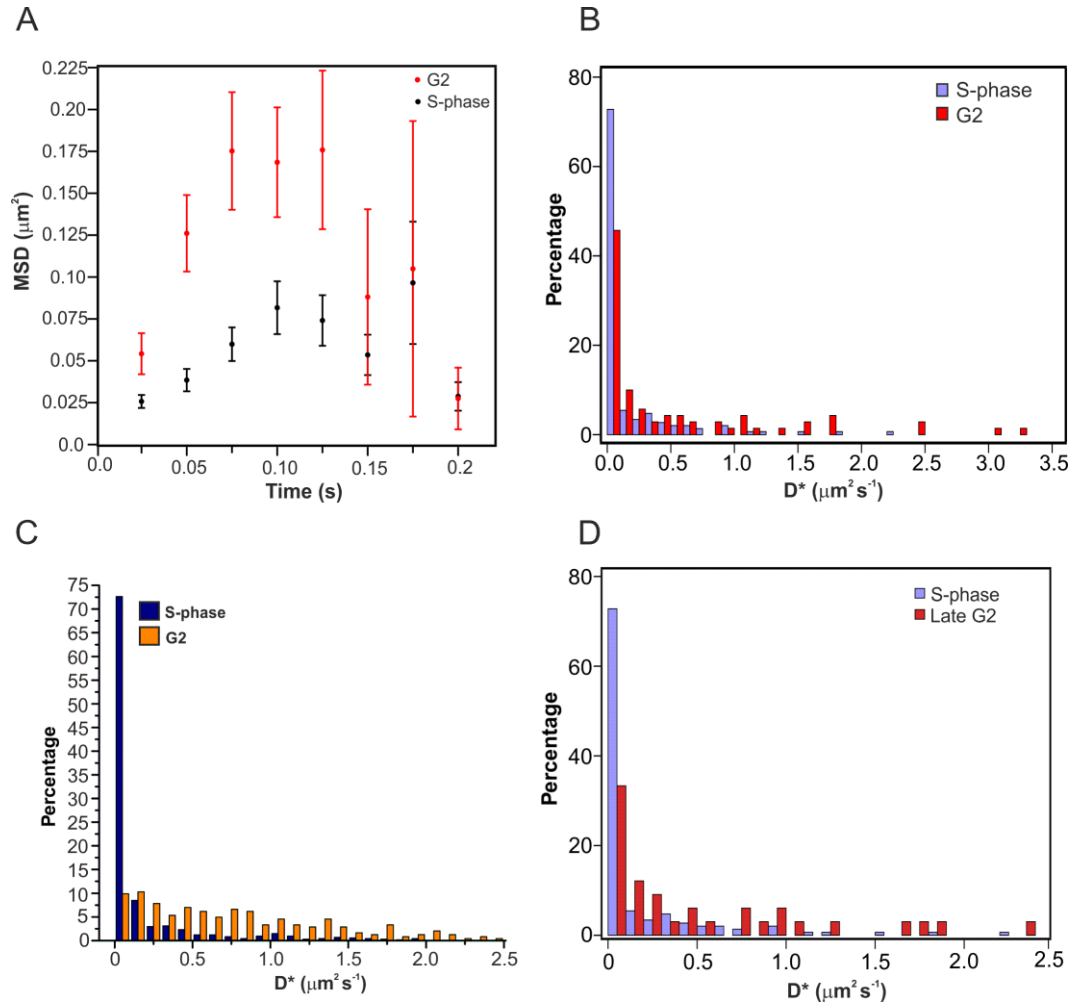 A
MSD (μm²)
0.225
0.20
0.175
0.150
0.125
0.10
0.075
0.05
0.025
0.0
G2
S-phase
0.0 0.05 0.10 0.15 0.2
Time (s)
B
Percentage
80
60
40
20
0
S-phase
G2
0.0 0.5 1.0 1.5 2.0 2.5 3.0 3.5
D* (μm² s⁻¹)
C
Percentage
75
70
65
60
55
50
45
40
35
30
25
20
15
10
5
0
S-phase
G2
0 0.5 1.0 1.5 2.0 2.5
D* (μm² s⁻¹)
D
Percentage
80
60
40
20
0
S-phase
Late G2
0 0.5 1.0 1.5 2.0 2.5
D* (μm² s⁻¹)